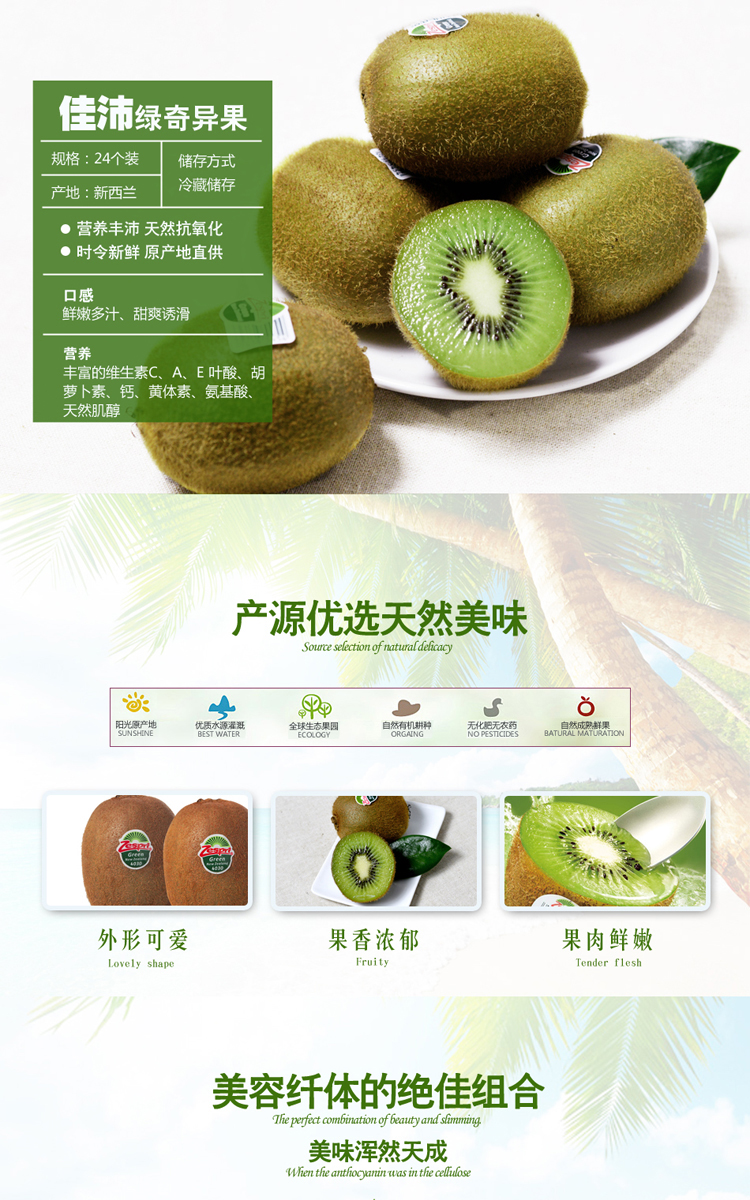 佳沛绿奇异果
规格：24个装
产地：新西兰
储存方式
冷藏储存
● 营养丰沛 天然抗氧化
● 时令新鲜 原产地直供
口感
鲜嫩多汁、甜爽诱滑
营养
丰富的维生素C、A、E 叶酸、胡
萝卜素、钙、黄体素、氨基酸、
天然肌醇
产源优选天然美味
Source selection of natural delicacy
阳光原产地
SUNSHINE
优质水源灌溉
BEST WATER
全球生态果园
ECOLOGY
自然有机耕种
ORGAING
无化肥无农药
NO PESTICIDES
自然成熟鲜果
BATURAL MATURATION
Zespri
Green
New Zealand
4030
Zespri
Green
New Zealand
4030
外形可爱
Lovely shape
果香浓郁
Fruity
果肉鲜嫩
Tender flesh
美容纤体的绝佳组合
The perfect combination of beauty and slimming.
美味浑然天成
When the anthocyanin was in the cellulose